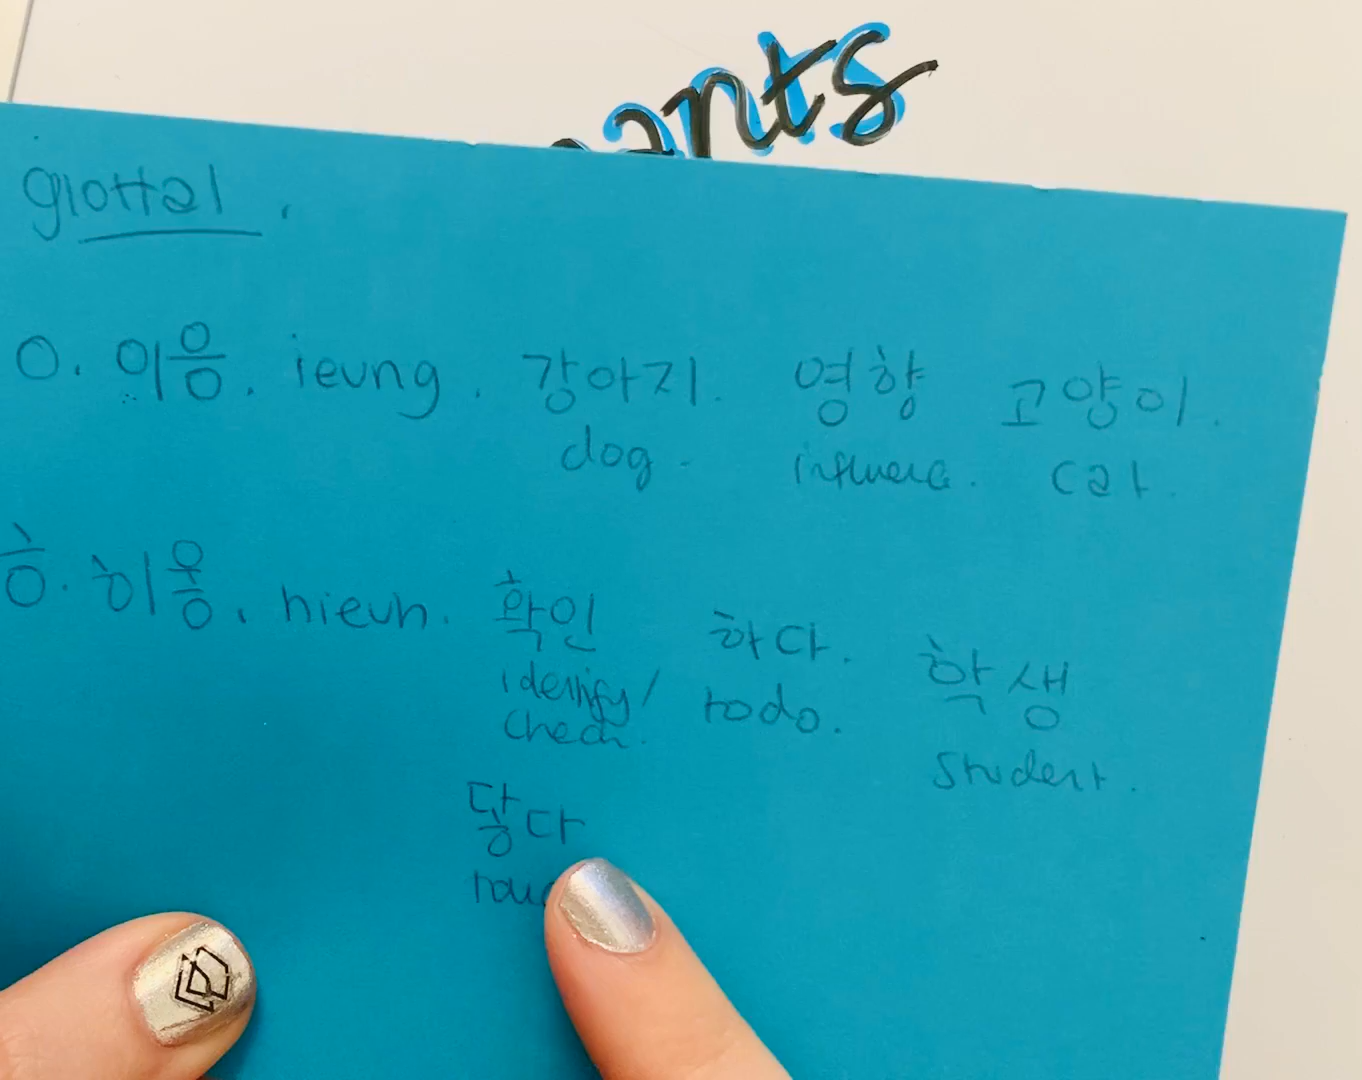 ants
glottal.
ㅇ. 이응. ieung. 강아지. 영향 고양이.
dog. influence. cat.
ㅎ. 히읗. hieuh. 확인 하다. 학생
identify/ to do. student.
check.
닿다